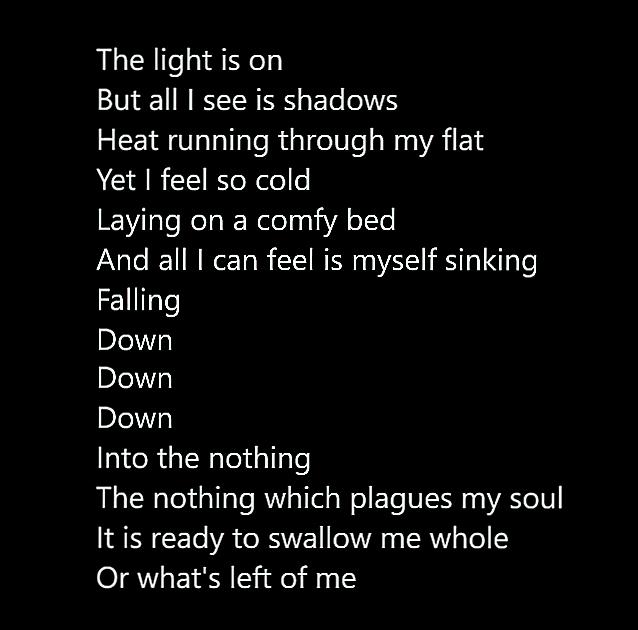 The light is on
But all I see is shadows
Heat running through my flat
Yet I feel so cold
Laying on a comfy bed
And all I can feel is myself sinking
Falling
Down
Down
Down
Into the nothing
The nothing which plagues my soul
It is ready to swallow me whole
Or what's left of me